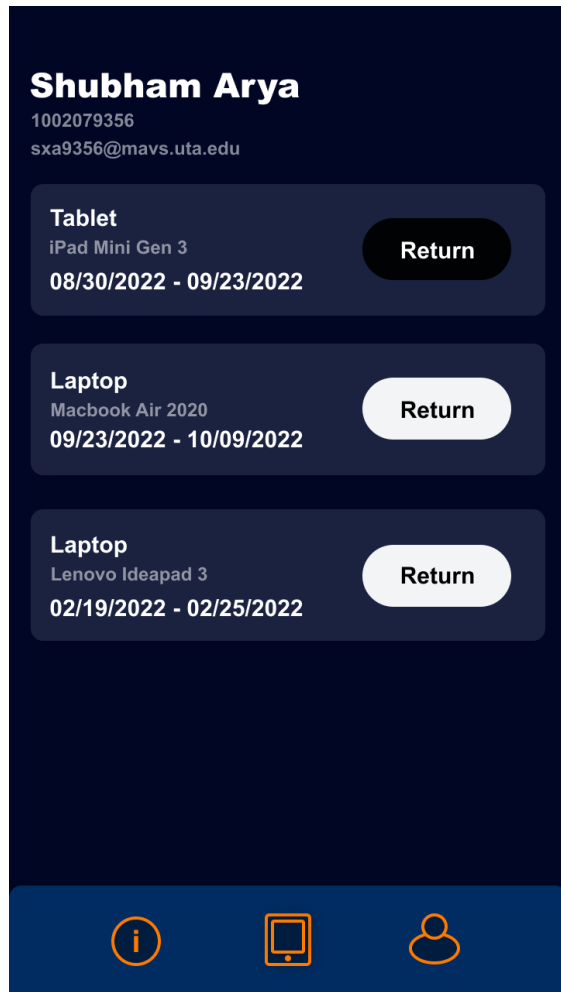 Shubham Arya
1002079356
sxa9356@mavs.uta.edu
Tablet
iPad Mini Gen 3
08/30/2022 - 09/23/2022
Return
Laptop
Macbook Air 2020
09/23/2022 - 10/09/2022
Return
Laptop
Lenovo Ideapad 3
02/19/2022 - 02/25/2022
Return
i